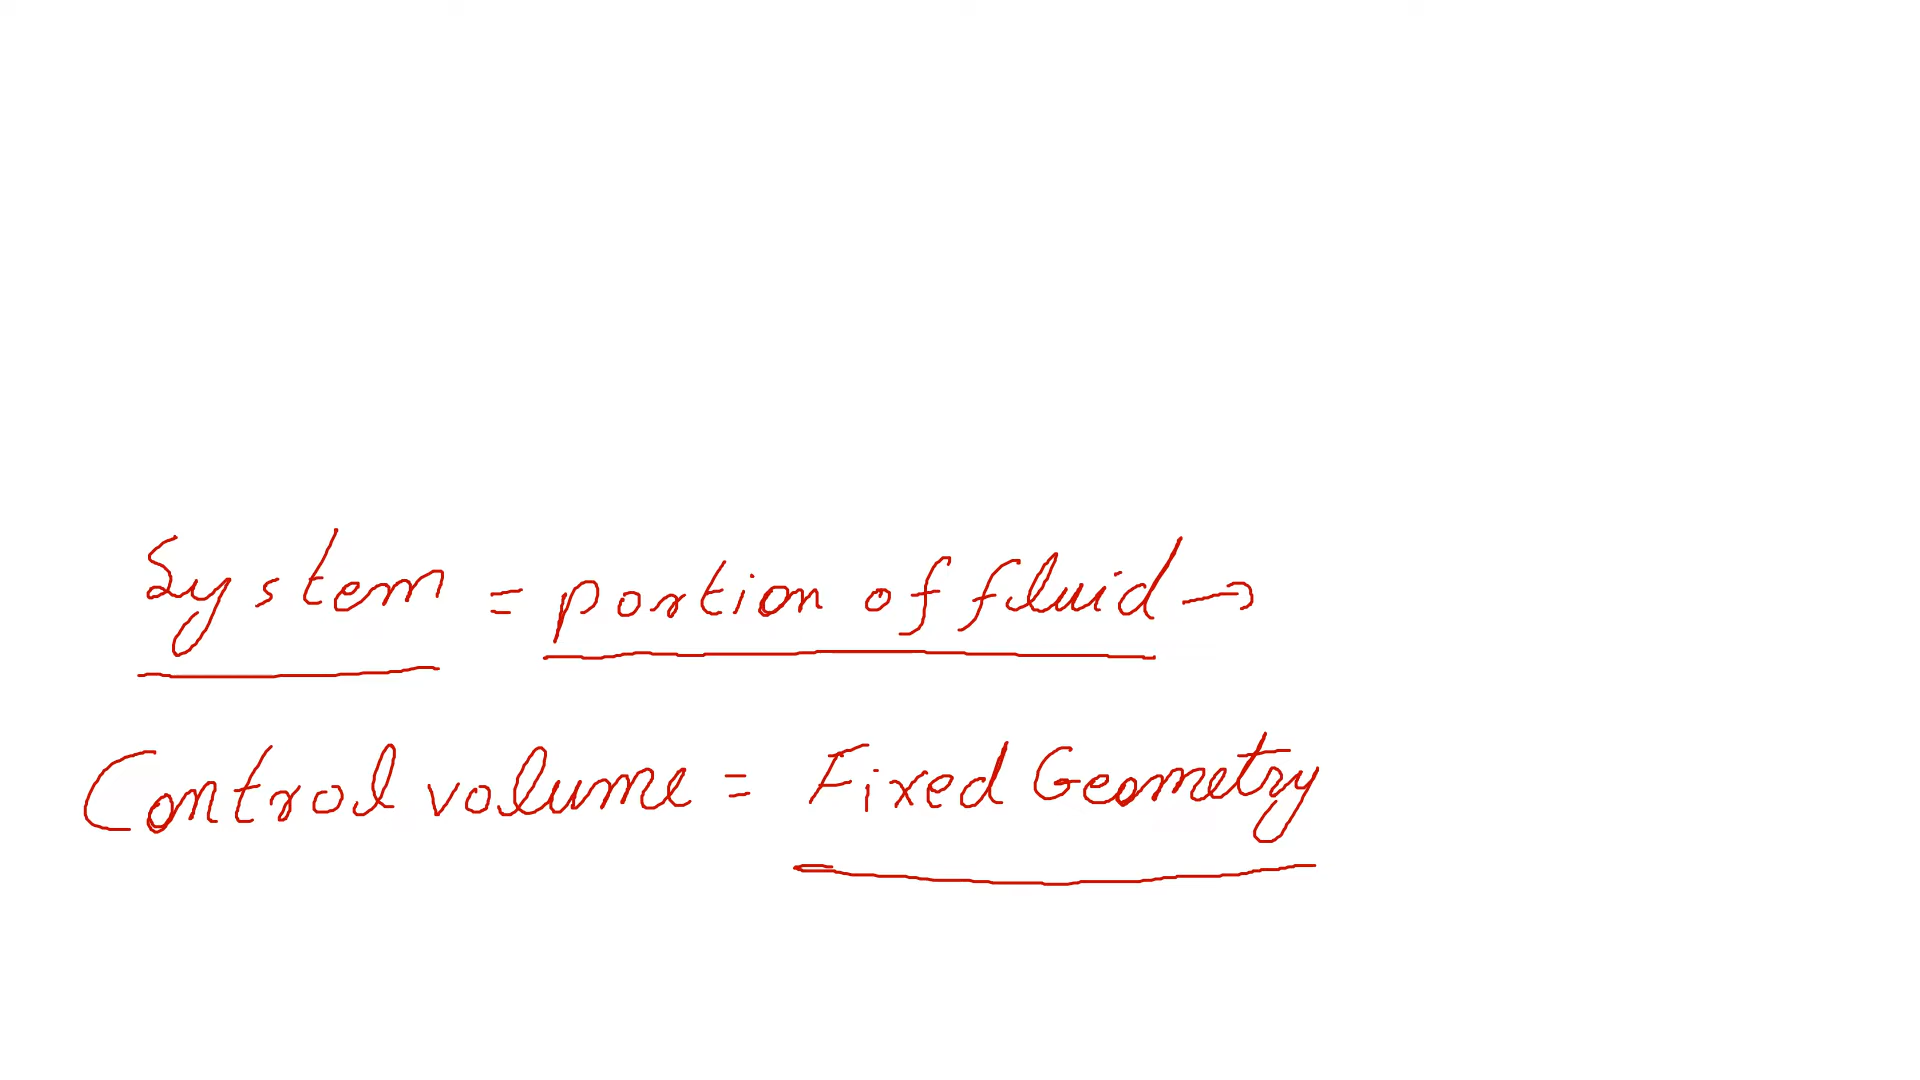 System = portion of fluid →
Control volume = Fixed Geometry